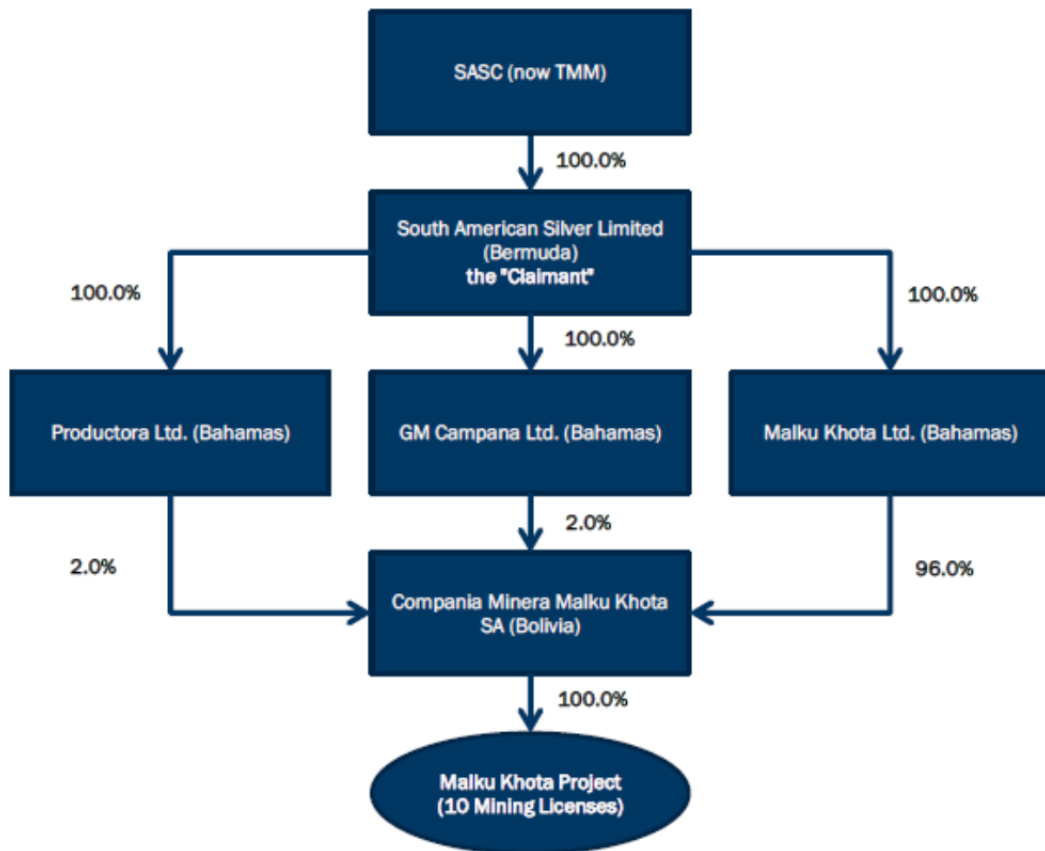 SASC (now TMM)
100.0%
South American Silver Limited
(Bermuda)
the "Claimant"
100.0%
100.0%
100.0%
Productora Ltd. (Bahamas)
GM Campana Ltd. (Bahamas)
Malku Khota Ltd. (Bahamas)
2.0%
2.0%
96.0%
Compania Minera Malku Khota
SA (Bolivia)
100.0%
Malku Khota Project
(10 Mining Licenses)